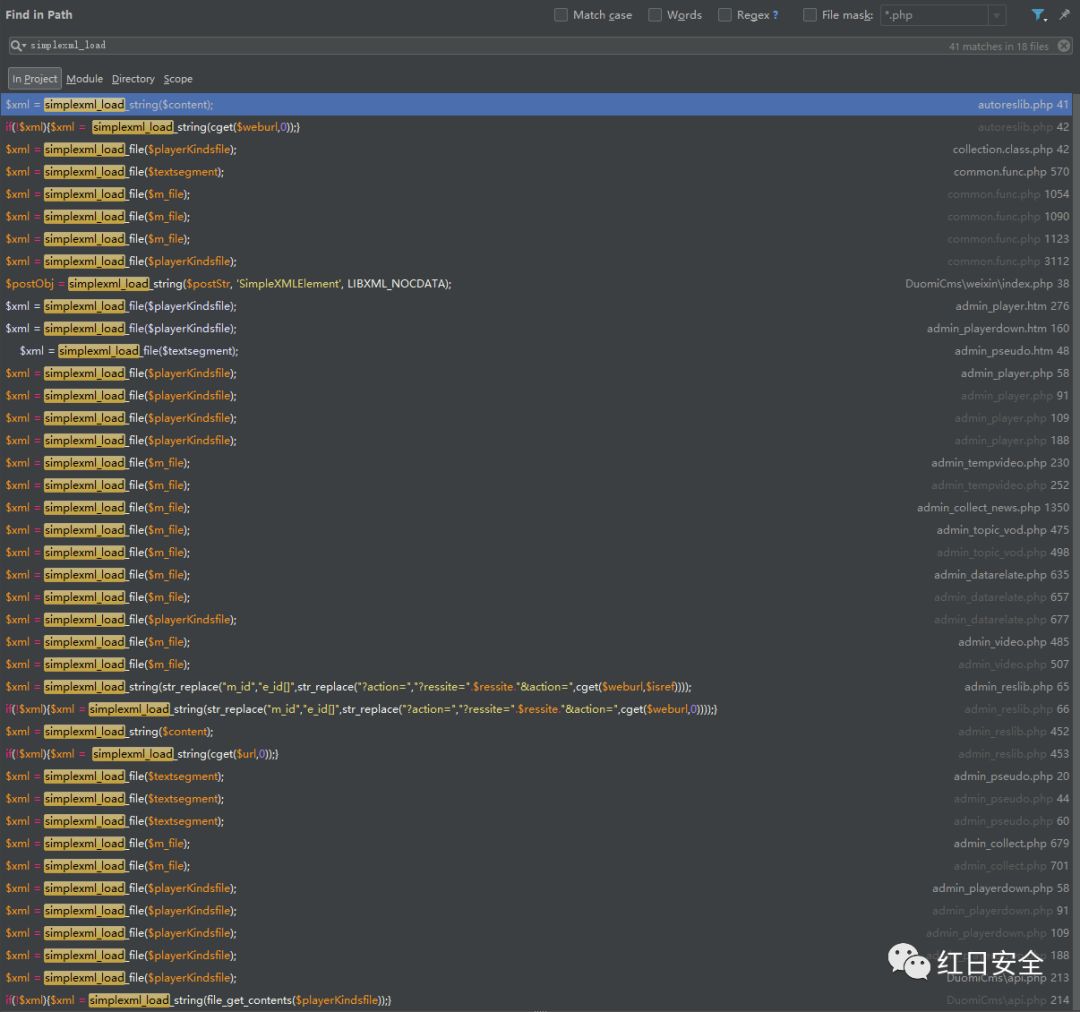 Find in Path Match case Words Regex ? File mask: *.php
simplexml_load 41 matches in 18 files
In Project Module Directory Scope
$xml = simplexml_load_string($content); autoreslib.php 41
if(!$xml){$xml = simplexml_load_string(cget($weburl,0));} autoreslib.php 42
$xml = simplexml_load_file($playerKindsfile); collection.class.php 42
$xml = simplexml_load_file($textsegment); common.func.php 570
$xml = simplexml_load_file($m_file); common.func.php 1054
$xml = simplexml_load_file($m_file); common.func.php 1090
$xml = simplexml_load_file($m_file); common.func.php 1123
$xml = simplexml_load_file($playerKindsfile); common.func.php 3112
$postObj = simplexml_load_string($postStr, 'SimpleXMLElement', LIBXML_NOCDATA); DuomiCms\weixin\index.php 38
$xml = simplexml_load_file($playerKindsfile); admin_player.htm 276
$xml = simplexml_load_file($playerKindsfile); admin_playerdown.htm 160
$xml = simplexml_load_file($textsegment); admin_pseudo.htm 48
$xml = simplexml_load_file($playerKindsfile); admin_player.php 58
$xml = simplexml_load_file($playerKindsfile); admin_player.php 91
$xml = simplexml_load_file($playerKindsfile); admin_player.php 109
$xml = simplexml_load_file($playerKindsfile); admin_player.php 188
$xml = simplexml_load_file($m_file); admin_tempvideo.php 230
$xml = simplexml_load_file($m_file); admin_tempvideo.php 252
$xml = simplexml_load_file($m_file); admin_collect_news.php 1350
$xml = simplexml_load_file($m_file); admin_topic_vod.php 475
$xml = simplexml_load_file($m_file); admin_topic_vod.php 498
$xml = simplexml_load_file($m_file); admin_datarelate.php 635
$xml = simplexml_load_file($m_file); admin_datarelate.php 657
$xml = simplexml_load_file($playerKindsfile); admin_datarelate.php 677
$xml = simplexml_load_file($m_file); admin_video.php 485
$xml = simplexml_load_file($m_file); admin_video.php 507
$xml = simplexml_load_string(str_replace("m_id","e_id[]",str_replace("?action=","?ressite=".$ressite."&action=",cget($weburl,$isref)))); admin_reslib.php 65
if(!$xml){$xml = simplexml_load_string(str_replace("m_id","e_id[]",str_replace("?action=","?ressite=".$ressite."&action=",cget($weburl,0))));} admin_reslib.php 66
$xml = simplexml_load_string($content); admin_reslib.php 452
if(!$xml){$xml = simplexml_load_string(cget($url,0));} admin_reslib.php 453
$xml = simplexml_load_file($textsegment); admin_pseudo.php 20
$xml = simplexml_load_file($textsegment); admin_pseudo.php 44
$xml = simplexml_load_file($textsegment); admin_pseudo.php 60
$xml = simplexml_load_file($m_file); admin_collect.php 679
$xml = simplexml_load_file($m_file); admin_collect.php 701
$xml = simplexml_load_file($playerKindsfile); admin_playerdown.php 58
$xml = simplexml_load_file($playerKindsfile); admin_playerdown.php 91
$xml = simplexml_load_file($playerKindsfile); admin_playerdown.php 109
$xml = simplexml_load_file($playerKindsfile); 188
红日安全
$xml = simplexml_load_file($playerKindsfile); DuomiCms\api.php 213
if(!$xml){$xml = simplexml_load_string(file_get_contents($playerKindsfile));} DuomiCms\api.php 214